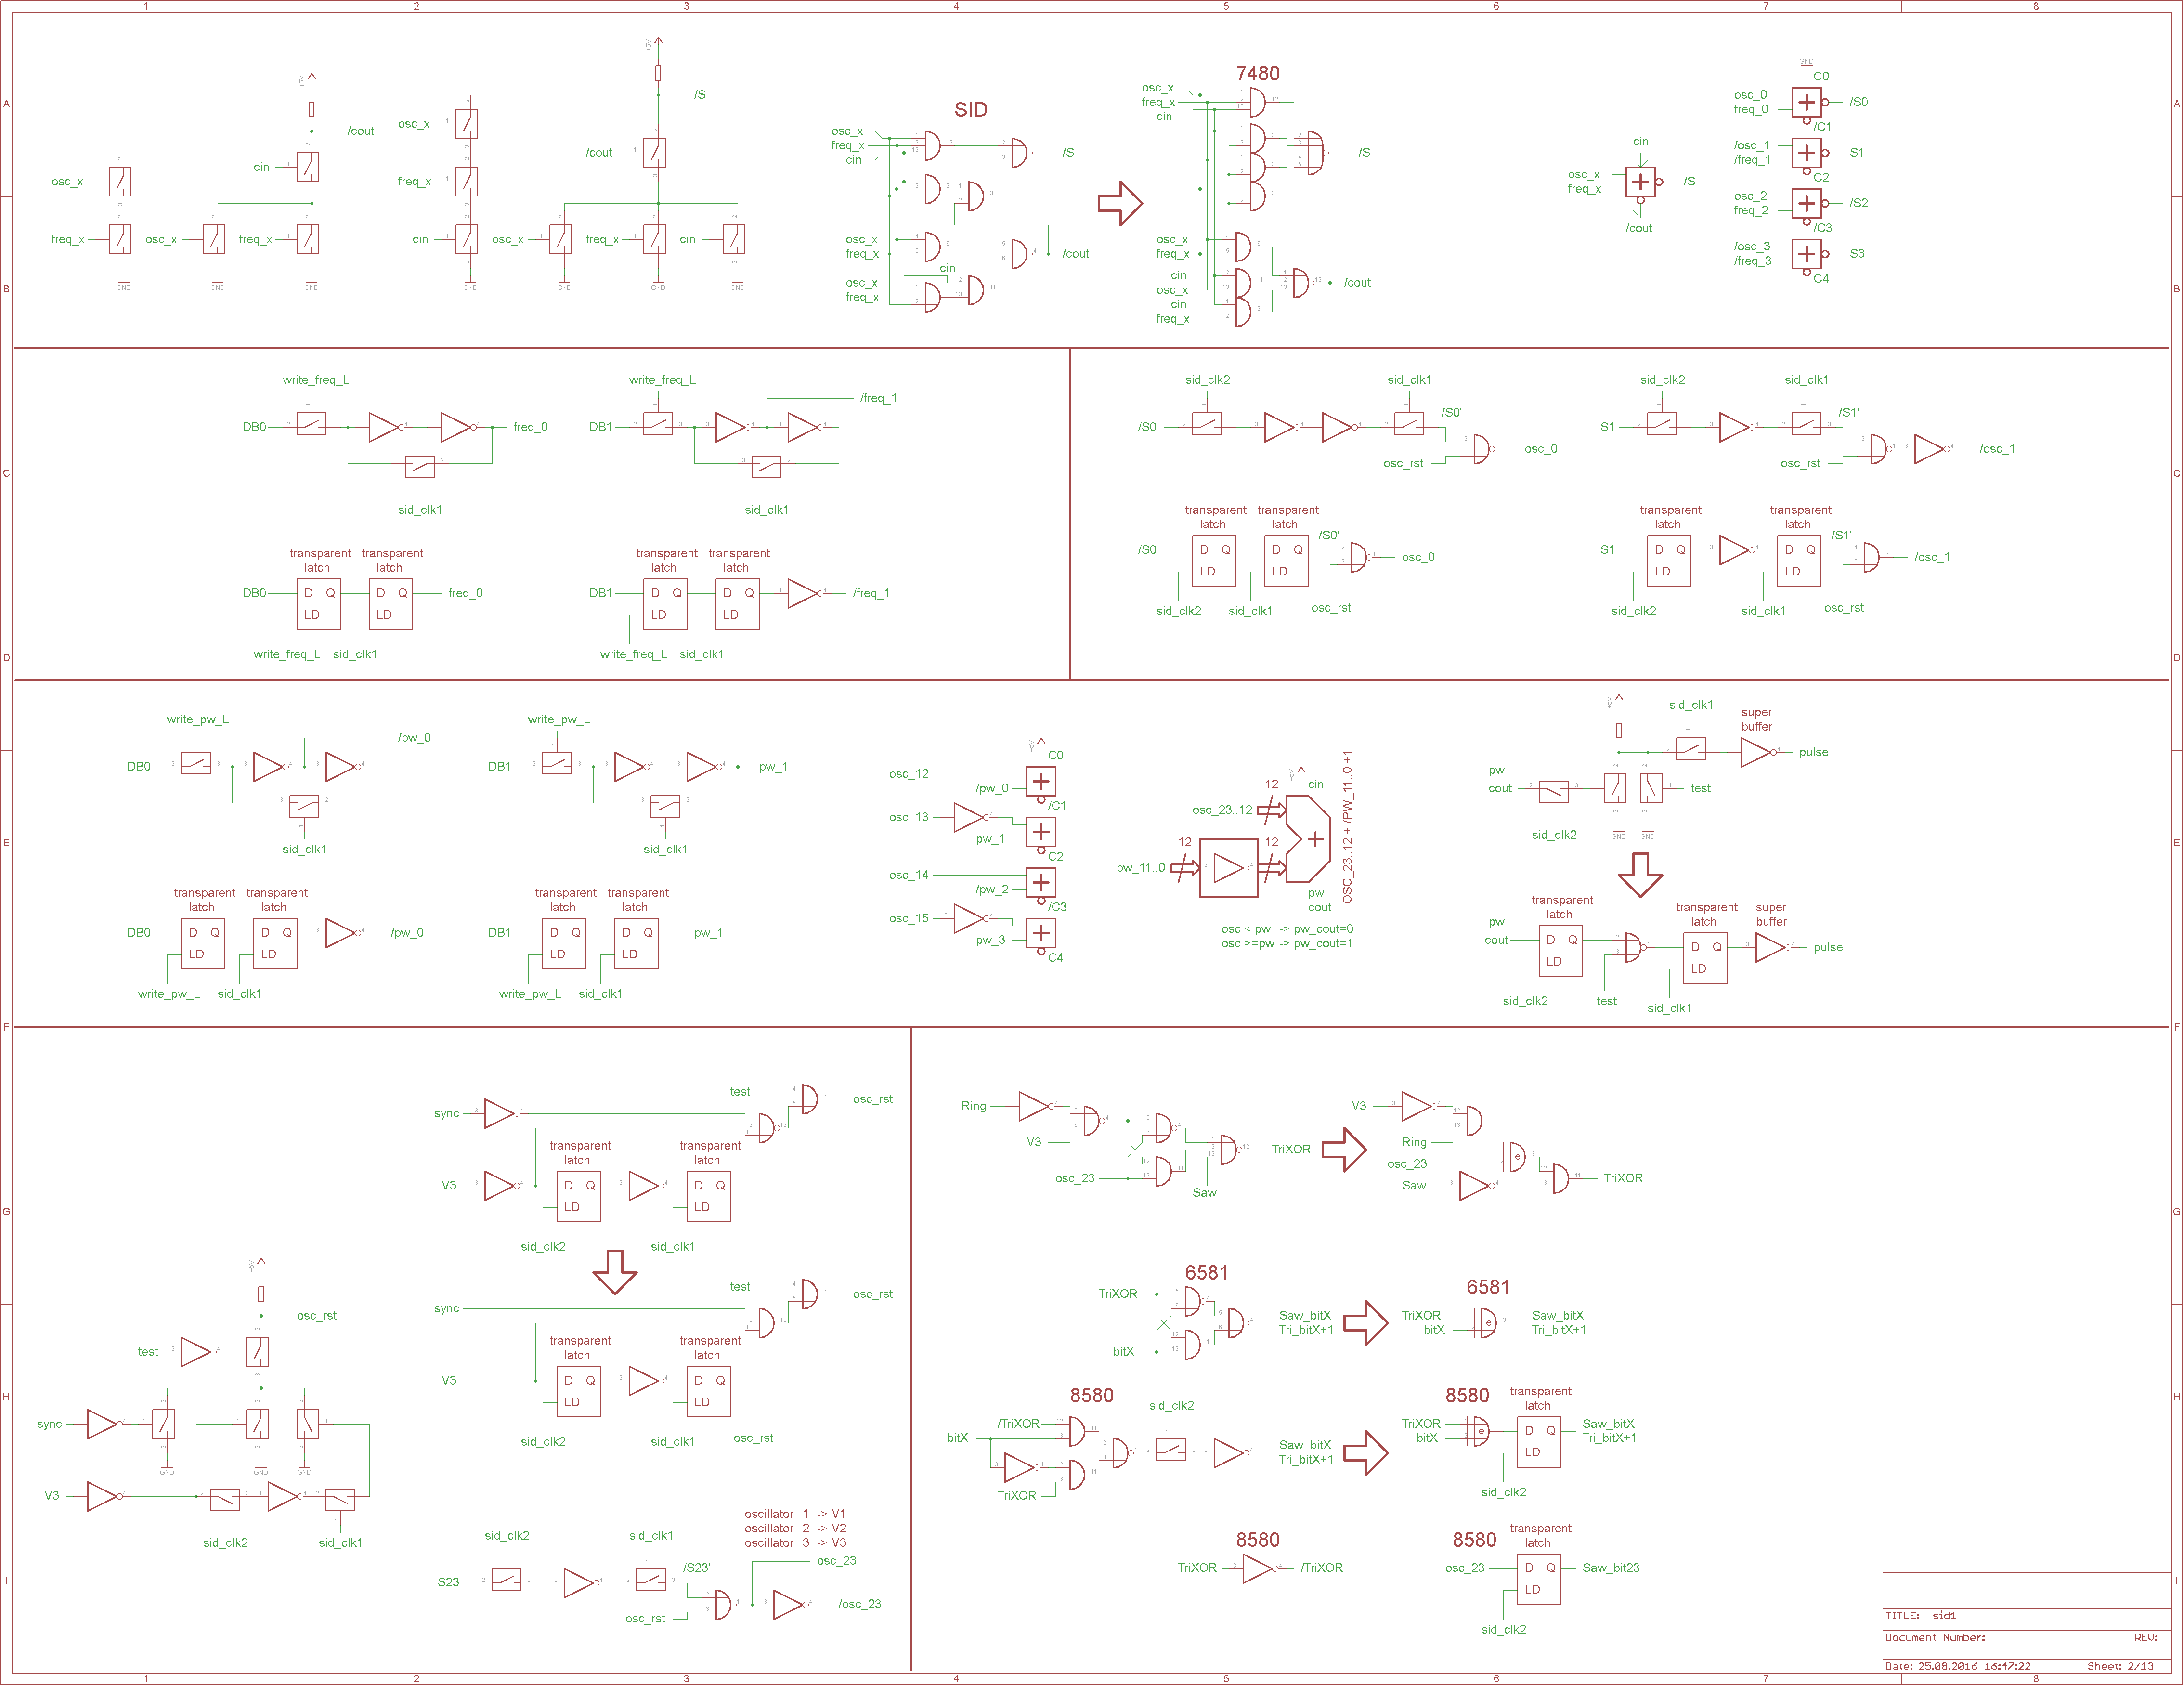 1 2 3 4 5 6 7 8
A
+5V
/cout
cin
osc_x
freq_x
osc_x
freq_x
GND GND GND
+5V
/S
osc_x
/cout
freq_x
cin
osc_x
freq_x
cin
GND GND GND GND
SID
osc_x
freq_x
cin
/S
osc_x
freq_x
cin
/cout
osc_x
freq_x
7480
osc_x
freq_x
cin
/S
osc_x
freq_x
cin
osc_x
/cout
cin
freq_x
cin
osc_x
freq_x
/S
/cout
GND
C0
osc_0
freq_0
/S0
/C1
/osc_1
/freq_1
S1
C2
osc_2
freq_2
/S2
/C3
/osc_3
/freq_3
S3
C4
A
B
B
write_freq_L
DB0
freq_0
sid_clk1
transparent latch
transparent latch
DB0
D Q
LD
D Q
LD
freq_0
write_freq_L
sid_clk1
write_freq_L
/freq_1
DB1
sid_clk1
transparent latch
transparent latch
DB1
D Q
LD
D Q
LD
/freq_1
write_freq_L
sid_clk1
sid_clk2
sid_clk1
/S0
/S0'
osc_rst
osc_0
transparent latch
transparent latch
/S0
D Q
LD
D Q
LD
/S0'
osc_0
sid_clk2
sid_clk1
osc_rst
sid_clk2
sid_clk1
S1
/S1'
osc_rst
/osc_1
transparent latch
transparent latch
S1
D Q
LD
D Q
LD
/S1'
/osc_1
sid_clk2
sid_clk1
osc_rst
C
C
D
D
write_pw_L
/pw_0
DB0
sid_clk1
transparent latch
transparent latch
DB0
D Q
LD
D Q
LD
/pw_0
write_pw_L
sid_clk1
write_pw_L
DB1
pw_1
sid_clk1
transparent latch
transparent latch
DB1
D Q
LD
D Q
LD
pw_1
write_pw_L
sid_clk1
+5V
C0
osc_12
/pw_0
/C1
osc_13
pw_1
C2
osc_14
/pw_2
/C3
osc_15
pw_3
C4
+5V
12
cin
osc_23..12
12
12
pw_11..0
pw
cout
OSC_23..12 + /PW_11..0 +1
osc < pw -> pw_cout=0
osc >=pw -> pw_cout=1
+5V
sid_clk1
super
buffer
pulse
pw
cout
test
sid_clk2
GND GND
transparent latch
transparent latch
super
buffer
pw
cout
D Q
LD
D Q
LD
pulse
sid_clk2
test
sid_clk1
E
E
F
F
test
osc_rst
sync
transparent latch
transparent latch
V3
D Q
LD
D Q
LD
sid_clk2
sid_clk1
test
osc_rst
sync
transparent latch
transparent latch
V3
D Q
LD
D Q
LD
sid_clk2
sid_clk1
osc_rst
+5V
osc_rst
test
sync
GND GND GND
V3
sid_clk2
sid_clk1
oscillator 1 -> V1
oscillator 2 -> V2
oscillator 3 -> V3
sid_clk2
sid_clk1
S23
/S23'
osc_23
osc_rst
/osc_23
Ring
V3
osc_23
Saw
TriXOR
V3
Ring
osc_23
e
Saw
TriXOR
6581
TriXOR
bitX
Saw_bitX
Tri_bitX+1
6581
TriXOR
bitX
e
Saw_bitX
Tri_bitX+1
8580
/TriXOR
bitX
TriXOR
sid_clk2
Saw_bitX
Tri_bitX+1
8580
transparent latch
TriXOR
bitX
e
D Q
LD
Saw_bitX
Tri_bitX+1
sid_clk2
8580
TriXOR
/TriXOR
8580
transparent latch
osc_23
D Q
LD
Saw_bit23
sid_clk2
G
G
H
H
I
I
TITLE: sid1
Document Number:
REV:
Date: 25.08.2016 16:47:22
Sheet: 2/13
1 2 3 4 5 6 7 8